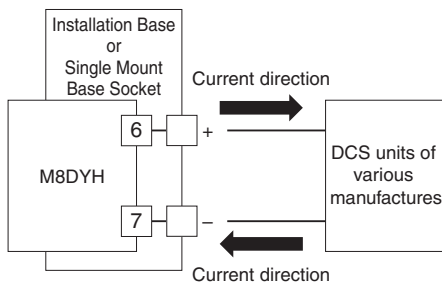 Installation Base
or
Single Mount
Base Socket
Current direction
6
+
M8DYH
DCS units of
various
manufactures
7
–
Current direction